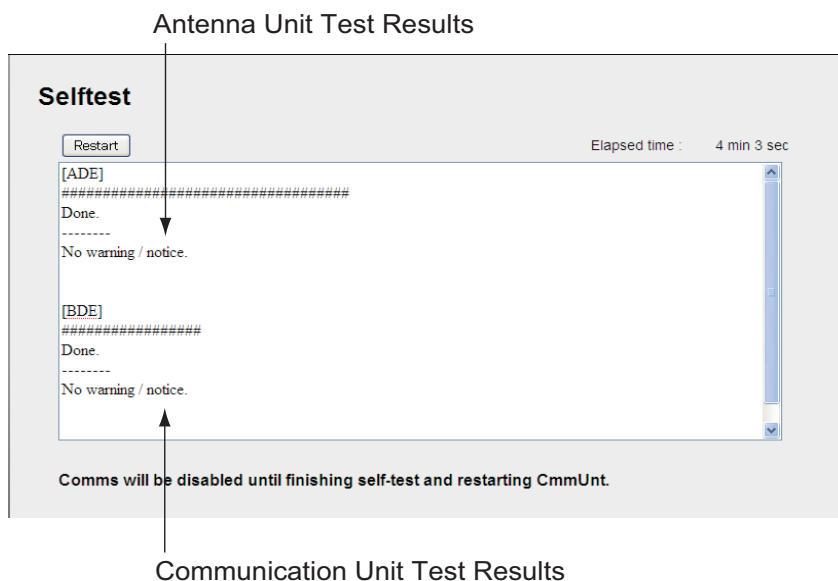 Antenna Unit Test Results
Selftest
Restart
Elapsed time : 4 min 3 sec
[ADE]
###################################
Done.
--------
No warning / notice.
[BDE]
#################
Done.
--------
No warning / notice.
Comms will be disabled until finishing self-test and restarting CmmUnt.
Communication Unit Test Results